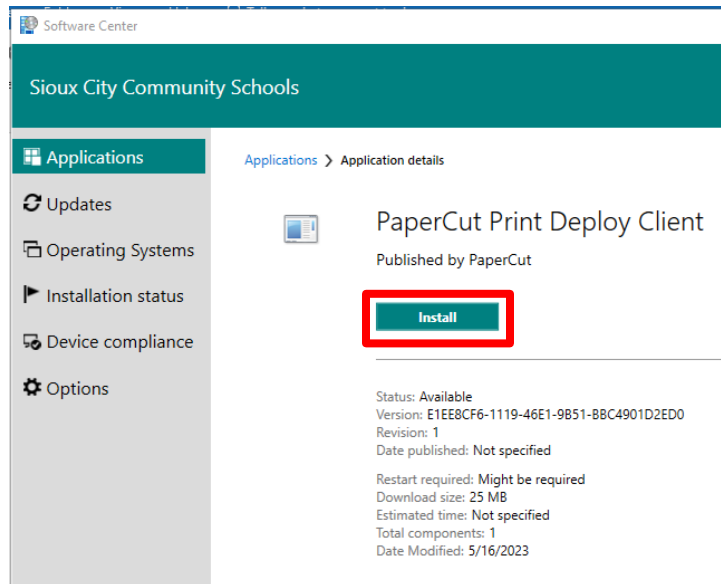 Software Center
Sioux City Community Schools
Applications
Updates
Operating Systems
Installation status
Device compliance
Options
Applications ❯ Application details
PaperCut Print Deploy Client
Published by PaperCut
Install
Status: Available
Version: E1EE8CF6-1119-46E1-9B51-BBC4901D2ED0
Revision: 1
Date published: Not specified
Restart required: Might be required
Download size: 25 MB
Estimated time: Not specified
Total components: 1
Date Modified: 5/16/2023